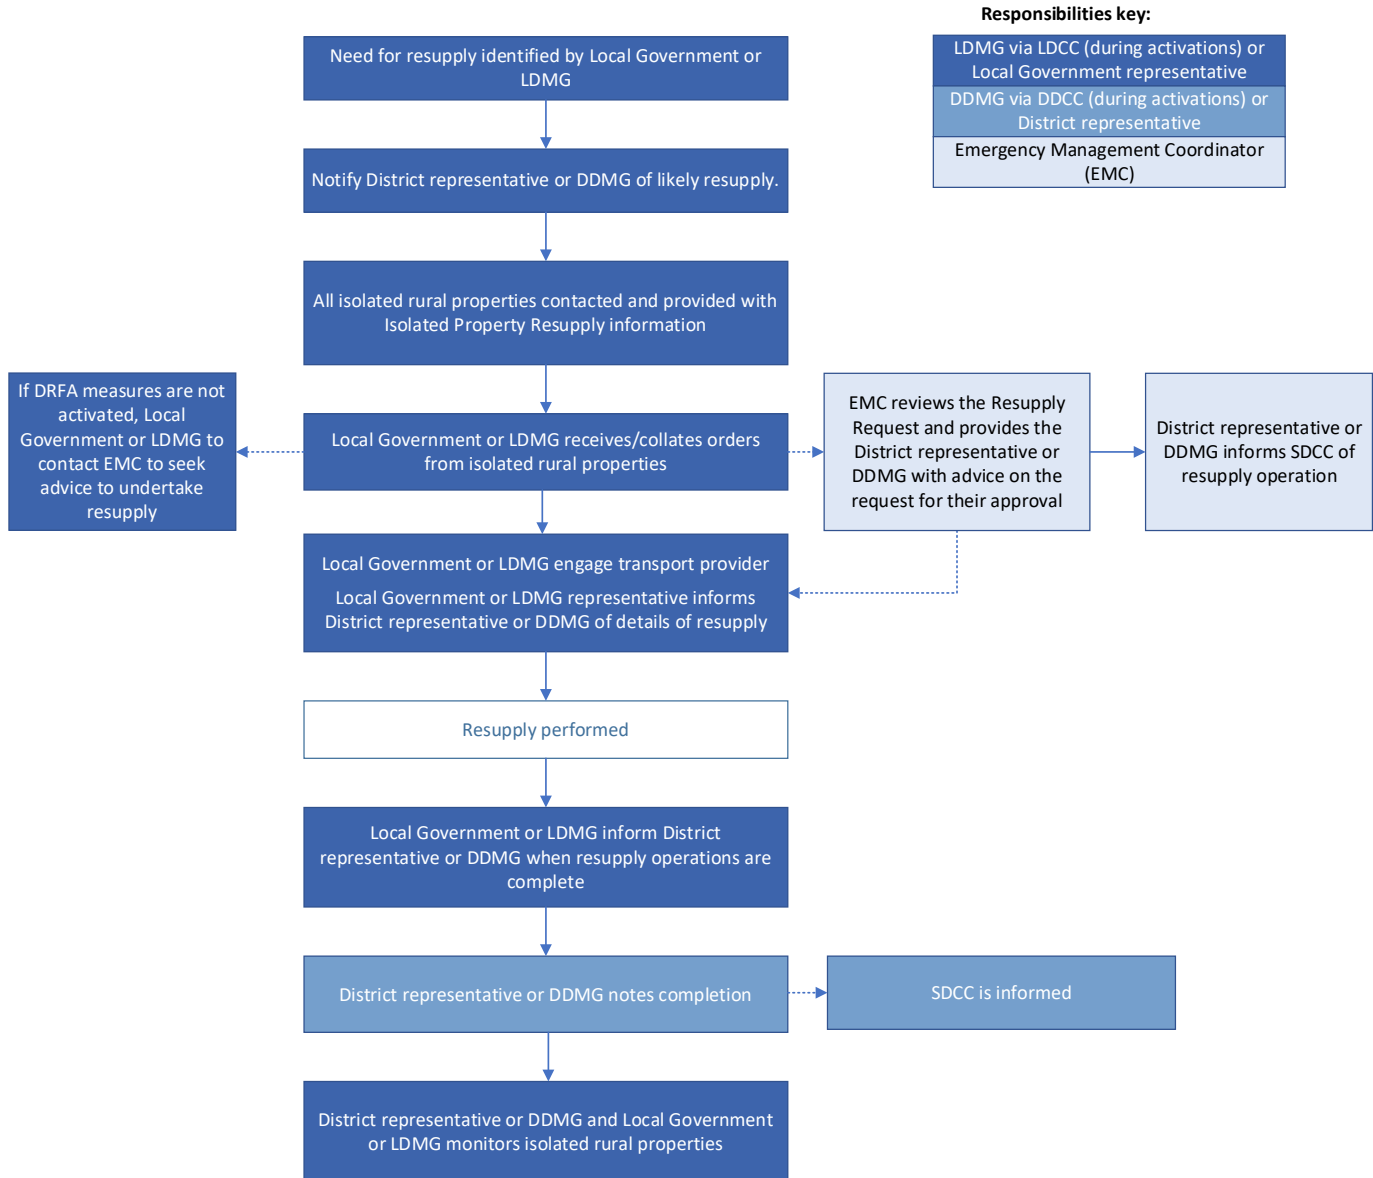 Responsibilities key:
LDMG via LDCC (during activations) or
Local Government representative
DDMG via DDCC (during activations) or
District representative
Emergency Management Coordinator
(EMC)
Need for resupply identified by Local Government or
LDMG
Notify District representative or DDMG of likely resupply.
All isolated rural properties contacted and provided with
Isolated Property Resupply information
If DRFA measures are not
activated, Local
Government or LDMG to
contact EMC to seek
advice to undertake
resupply
Local Government or LDMG receives/collates orders
from isolated rural properties
EMC reviews the Resupply
Request and provides the
District representative or
DDMG with advice on the
request for their approval
District representative or
DDMG informs SDCC of
resupply operation
Local Government or LDMG engage transport provider
Local Government or LDMG representative informs
District representative or DDMG of details of resupply
Resupply performed
Local Government or LDMG inform District
representative or DDMG when resupply operations are
complete
District representative or DDMG notes completion
SDCC is informed
District representative or DDMG and Local Government
or LDMG monitors isolated rural properties